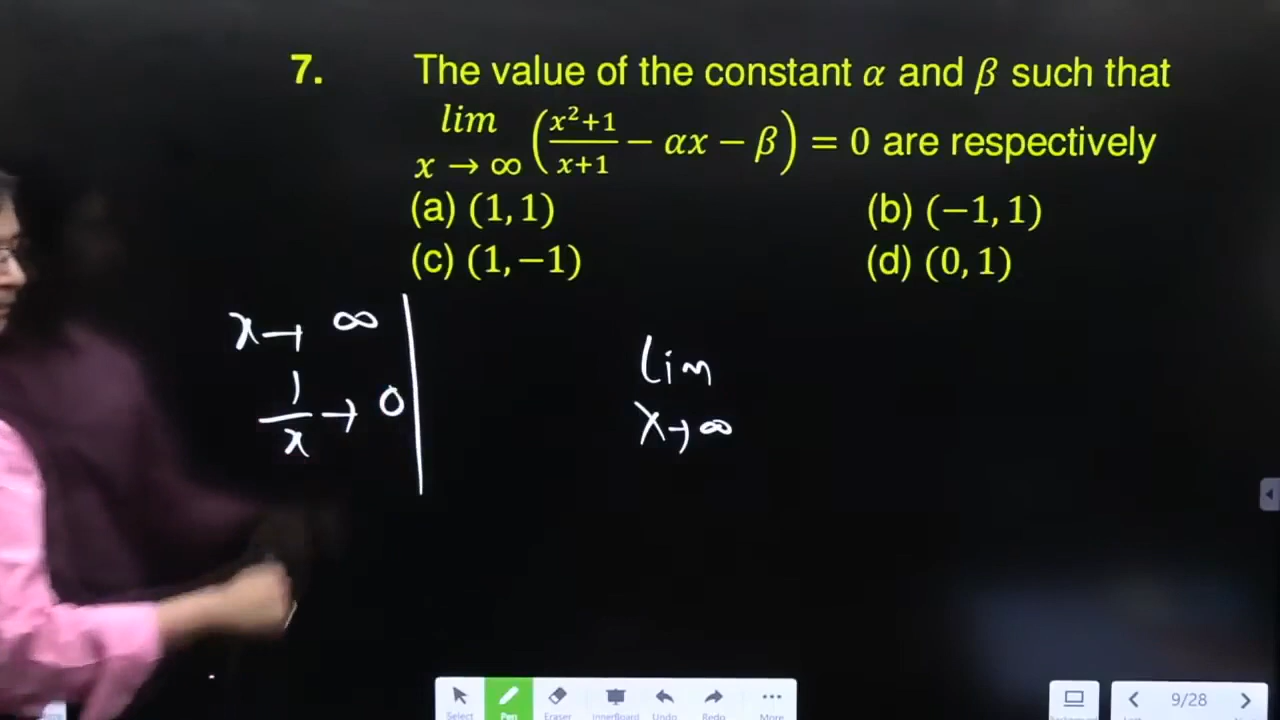 7. The value of the constant α and β such that
lim x → ∞ (x²+1/x+1 − αx − β) = 0 are respectively
(a) (1, 1) (b) (−1, 1)
(c) (1, −1) (d) (0, 1)
x → ∞
1/x → 0
lim
x → ∞
Select Pen Eraser InnerBoard Undo Redo More
9/28